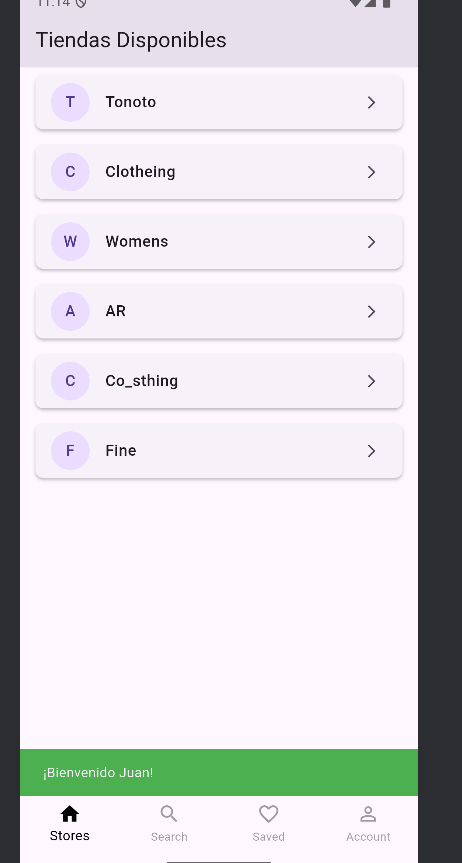 11:14
Tiendas Disponibles
T Tonoto
C Clotheing
W Womens
A AR
C Co_sthing
F Fine
¡Bienvenido Juan!
Stores Search Saved Account